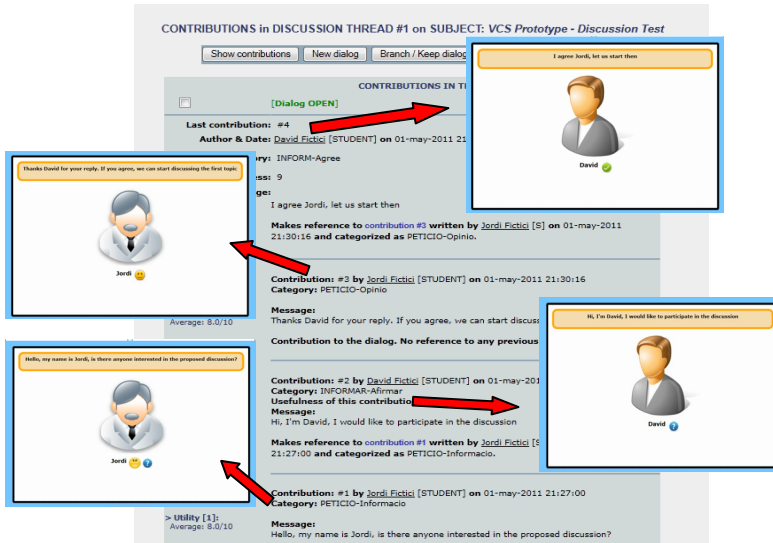 CONTRIBUTIONS in DISCUSSION THREAD #1 on SUBJECT: VCS Prototype - Discussion Test
Show contributions New dialog Branch / Keep dialog
CONTRIBUTIONS IN
[Dialog OPEN]
Last contribution: #4
Author & Date: David Fictici [STUDENT] on 01-may-2011
INFORM-Agree
9
I agree Jordi, let us start then
Makes reference to contribution #3 written by Jordi Fictici [S] on 01-may-2011
21:30:16 and categorized as PETICIO-Opinio.
Contribution: #3 by Jordi Fictici [STUDENT] on 01-may-2011 21:30:16
Category: PETICIO-Opinio
Message:
Average: 8.0/10
Thanks David for your reply. If you agree, we can start
Contribution to the dialog. No reference to any previous
Contribution: #2 by David Fictici [STUDENT] on
Category: INFORMAR-Afirmar
Usefulness of this
Message:
Hi, I'm David, I would like to participate in the discussion
Makes reference to contribution #1 written by Jordi Fictici
21:27:00 and categorized as PETICIO-Informacio.
Contribution: #1 by Jordi Fictici [STUDENT] on 01-may-2011 21:27:00
Category: PETICIO-Informacio
> Utility [1]:
Average: 8.0/10
Message:
Hello, my name is Jordi, is there anyone interested in the proposed discussion?
I agree Jordi, let us start then
David
Thanks David for your reply. If you agree, we can start discussing the first topic
Jordi
Hi, I'm David, I would like to participate in the discussion
David
Hello, my name is Jordi, is there anyone interested in the proposed discussion?
Jordi